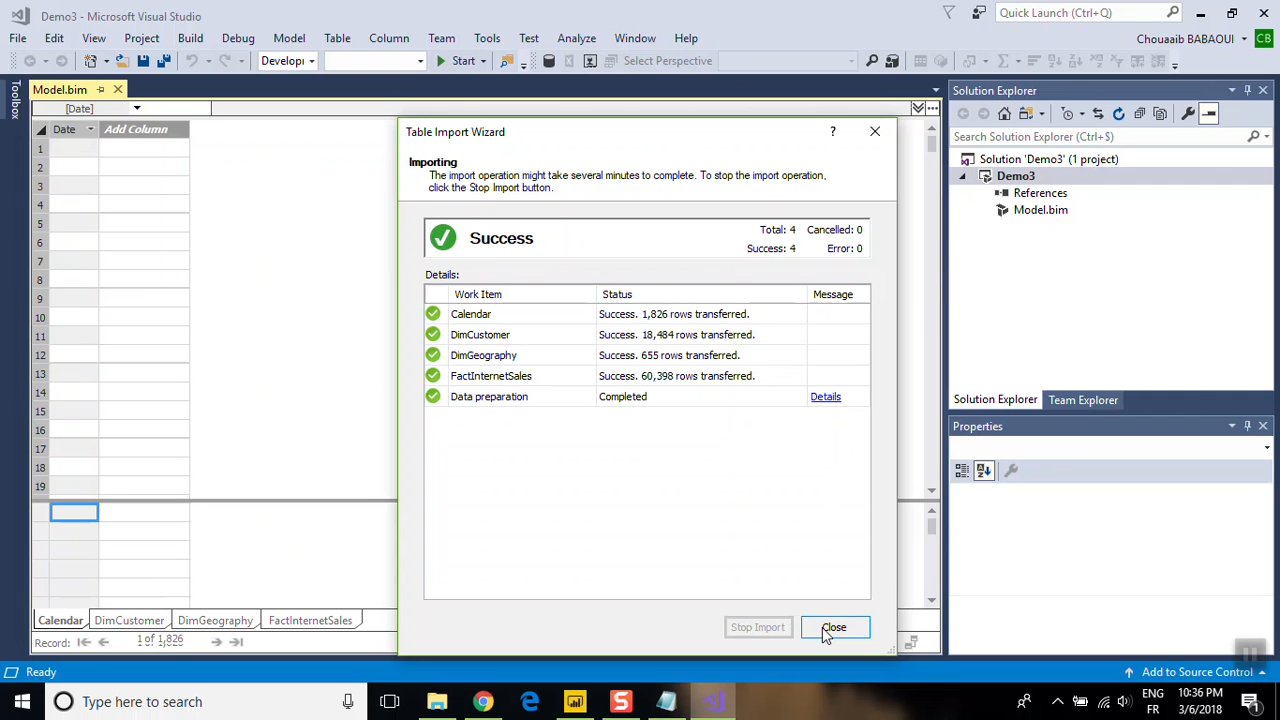 Demo3 - Microsoft Visual Studio
Quick Launch (Ctrl+Q)
File Edit View Project Build Debug Model Table Column Team Tools Test Analyze Window Help
Chouaaib BABAOUI CB
Developi Start Select Perspective
Toolbox
Model.bim
[Date]
Date Add Column
1
2
3
4
5
6
7
8
9
10
11
12
13
14
15
16
17
18
19
Calendar DimCustomer DimGeography FactInternetSales
Record: 1 of 1,826
Table Import Wizard ?
Importing
The import operation might take several minutes to complete. To stop the import operation,
click the Stop Import button.
Success
Total: 4 Cancelled: 0
Success: 4 Error: 0
Details:
Work Item Status Message
Calendar Success. 1,826 rows transferred.
DimCustomer Success. 18,484 rows transferred.
DimGeography Success. 655 rows transferred.
FactInternetSales Success. 60,398 rows transferred.
Data preparation Completed Details
Stop Import Close
Solution Explorer
Search Solution Explorer (Ctrl+$)
Solution 'Demo3' (1 project)
Demo3
References
Model.bim
Solution Explorer Team Explorer
Properties
Ready Add to Source Control
Type here to search
ENG
FR
10:36 PM
3/6/2018
1